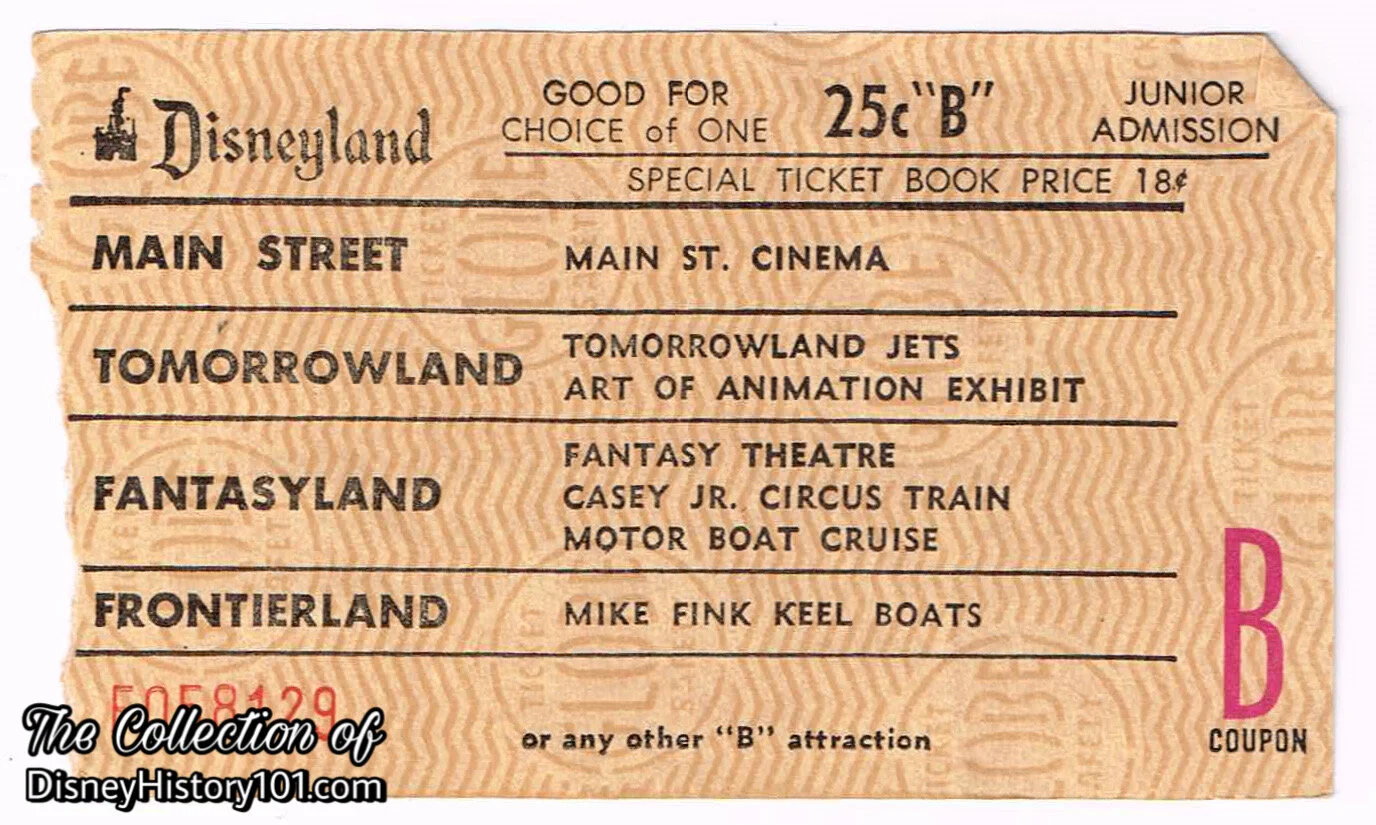 Disneyland
GOOD FOR
CHOICE of ONE
25c "B"
JUNIOR
ADMISSION
SPECIAL TICKET BOOK PRICE 18¢
MAIN STREET
MAIN ST. CINEMA
TOMORROWLAND
TOMORROWLAND JETS
ART OF ANIMATION EXHIBIT
FANTASYLAND
FANTASY THEATRE
CASEY JR. CIRCUS TRAIN
MOTOR BOAT CRUISE
FRONTIERLAND
MIKE FINK KEEL BOATS
B
COUPON
or any other "B" attraction
The Collection of
DisneyHistory101.com